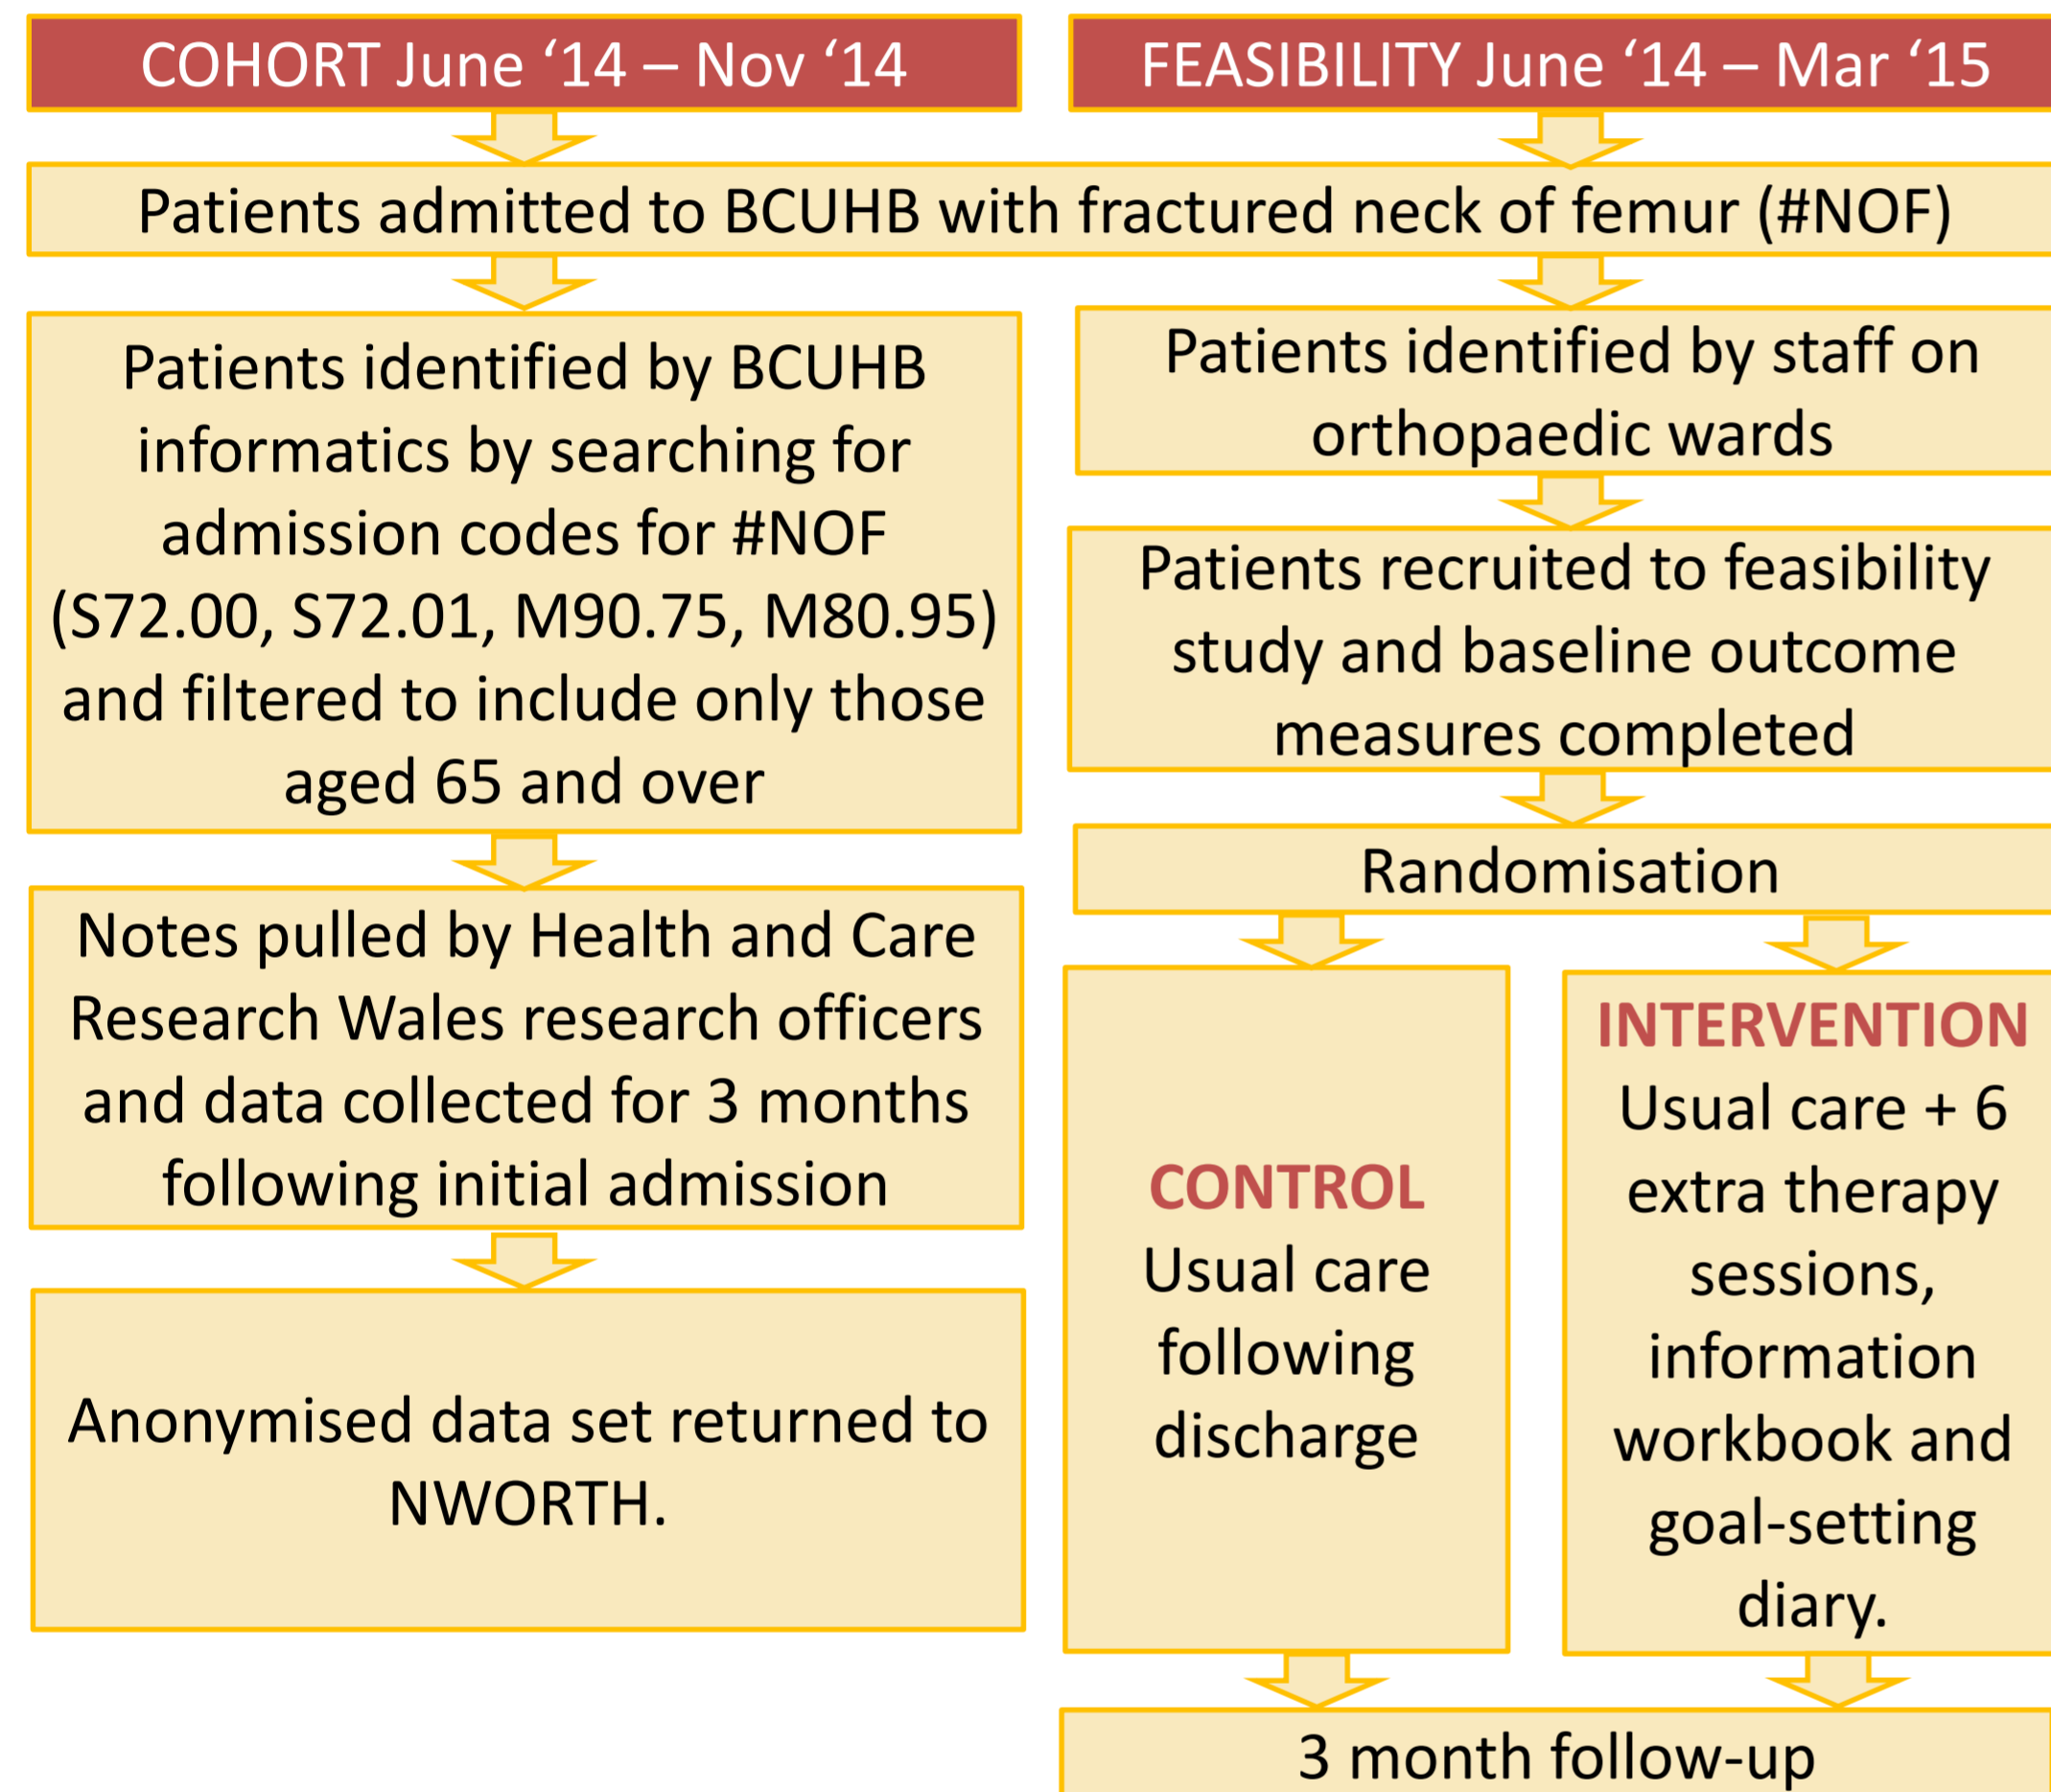 COHORT June ‘14 – Nov ‘14
FEASIBILITY June ‘14 – Mar ‘15
Patients admitted to BCUHB with fractured neck of femur (#NOF)
Patients identified by BCUHB
informatics by searching for
admission codes for #NOF
(S72.00, S72.01, M90.75, M80.95)
and filtered to include only those
aged 65 and over
Notes pulled by Health and Care
Research Wales research officers
and data collected for 3 months
following initial admission
Anonymised data set returned to
NWORTH.
Patients identified by staff on
orthopaedic wards
Patients recruited to feasibility
study and baseline outcome
measures completed
Randomisation
CONTROL
Usual care
following
discharge
INTERVENTION
Usual care + 6
extra therapy
sessions,
information
workbook and
goal-setting
diary.
3 month follow-up